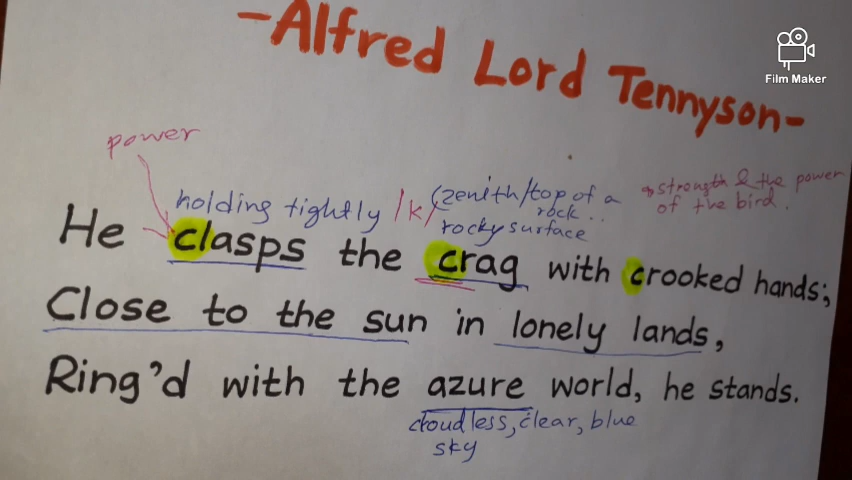 -Alfred Lord Tennyson-
Film Maker
power
holding tightly /k/ (zenith/top of a
rock..
rocky surface
strength & the power
of the bird.
He clasps the crag with crooked hands;
Close to the sun in lonely lands,
Ring'd with the azure world, he stands.
cloudless, clear, blue
sky